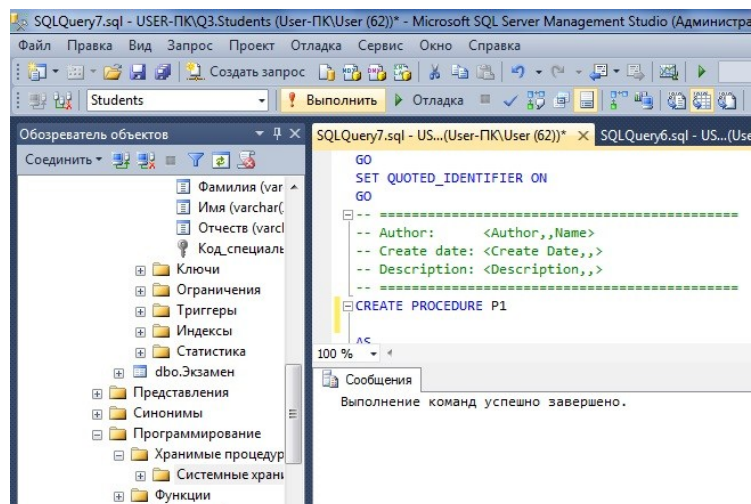 SQLQuery7.sql - USER-ПК\Q3.Students (User-ПК\User (62))* - Microsoft SQL Server Management Studio (Администра
Файл Правка Вид Запрос Проект Отладка Сервис Окно Справка
Создать запрос
Students Выполнить Отладка
Обозреватель объектов
Соединить
Фамилия (var
Имя (varchar(
Отчеств (varcl
Код_специаль
Ключи
Ограничения
Триггеры
Индексы
Статистика
dbo.Экзамен
Представления
Синонимы
Программирование
Хранимые процедур
Системные храни
Функции
SQLQuery7.sql - US...(User-ПК\User (62))* SQLQuery6.sql - US...(Use
GO
SET QUOTED_IDENTIFIER ON
GO
-- =============================================
-- Author: <Author,,Name>
-- Create date: <Create Date,,>
-- Description: <Description,,>
-- =============================================
CREATE PROCEDURE P1
AS
100 %
Сообщения
Выполнение команд успешно завершено.